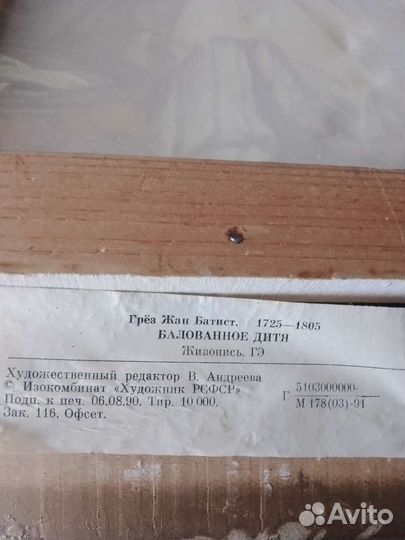 Грёз Жан Батист. 1725—1805
БАЛОВАННОЕ ДИТЯ
Живопись, ГЭ
Художественный редактор В. Андреева
© Изокомбинат «Художник РСФСР»
Подп. к печ. 06.08.90. Тир. 10 000.
Зак. 116. Офсет.
Г 5103000000-
М 178(03)-91
Avito